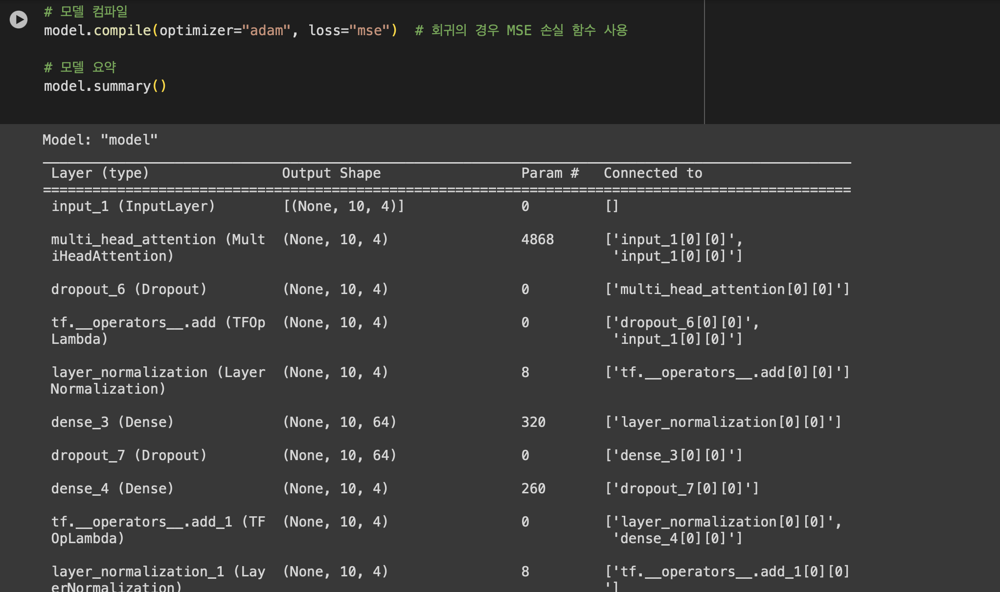 # 모델 컴파일
model.compile(optimizer="adam", loss="mse")  # 회귀의 경우 MSE 손실 함수 사용
# 모델 요약
model.summary()
Model: "model"
Layer (type) Output Shape Param # Connected to
input_1 (InputLayer) [(None, 10, 4)] 0 []
multi_head_attention (Mult (None, 10, 4) 4868 ['input_1[0][0]',
iHeadAttention) 'input_1[0][0]']
dropout_6 (Dropout) (None, 10, 4) 0 ['multi_head_attention[0][0]']
tf.__operators__.add (TFOp (None, 10, 4) 0 ['dropout_6[0][0]',
Lambda) 'input_1[0][0]']
layer_normalization (Layer (None, 10, 4) 8 ['tf.__operators__.add[0][0]']
Normalization)
dense_3 (Dense) (None, 10, 64) 320 ['layer_normalization[0][0]']
dropout_7 (Dropout) (None, 10, 64) 0 ['dense_3[0][0]']
dense_4 (Dense) (None, 10, 4) 260 ['dropout_7[0][0]']
tf.__operators__.add_1 (TF (None, 10, 4) 0 ['layer_normalization[0][0]',
OpLambda) 'dense_4[0][0]']
layer_normalization_1 (Lay (None, 10, 4) 8 ['tf.__operators__.add_1[0][0]
erNormalization) ']